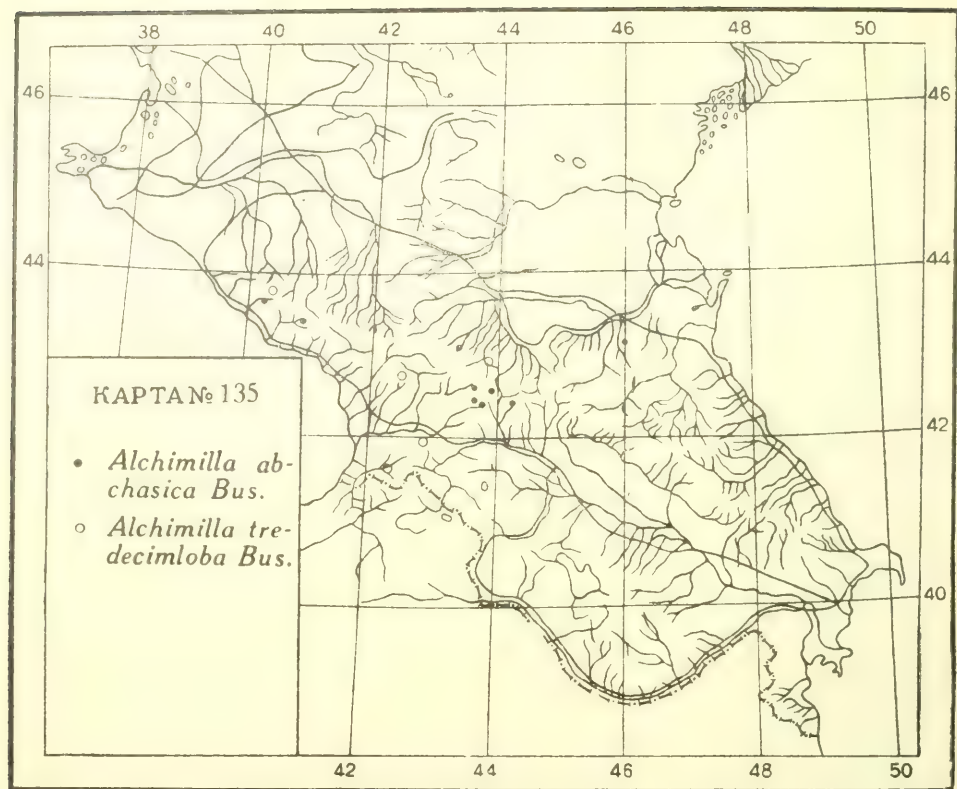 38 40 42 44 46 48 50
46 46
44 44
КАРТА № 135
Alchimilla ab-
chasica Bus.
Alchimilla tre-
decimloba Bus.
42
40
42 44 46 48 50